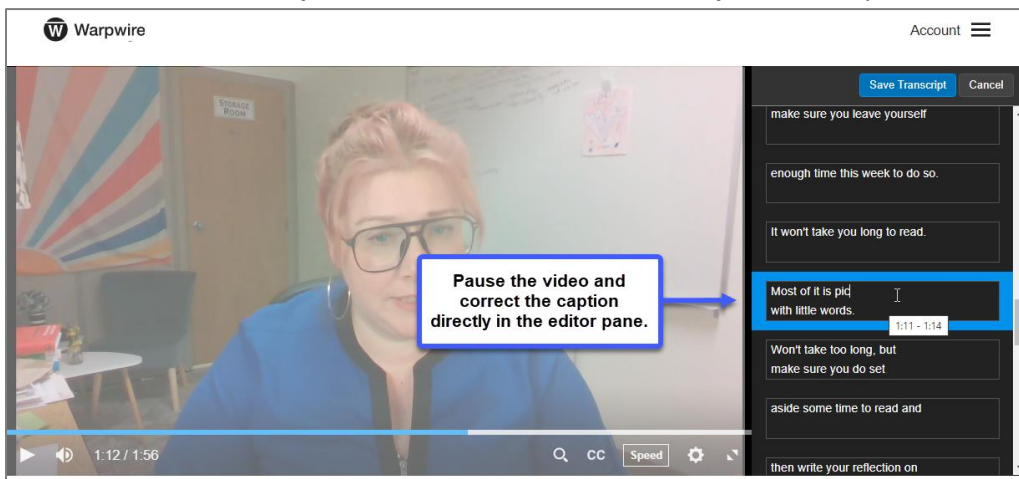 Warpwire
Account
Save Transcript
Cancel
STORAGE
ROOM
make sure you leave yourself
enough time this week to do so.
It won't take you long to read.
Most of it is pic
with little words.
1:11 - 1:14
Won't take too long, but
make sure you do set
aside some time to read and
then write your reflection on
Pause the video and
correct the caption
directly in the editor pane.
1:12 / 1:56
CC
Speed